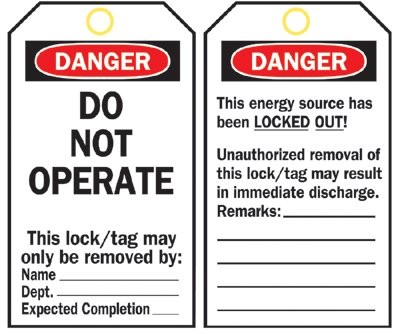 DANGER
DO
NOT
OPERATE
This lock/tag may
only be removed by:
Name
Dept.
Expected Completion
DANGER
This energy source has
been LOCKED OUT!
Unauthorized removal of
this lock/tag may result
in immediate discharge.
Remarks: